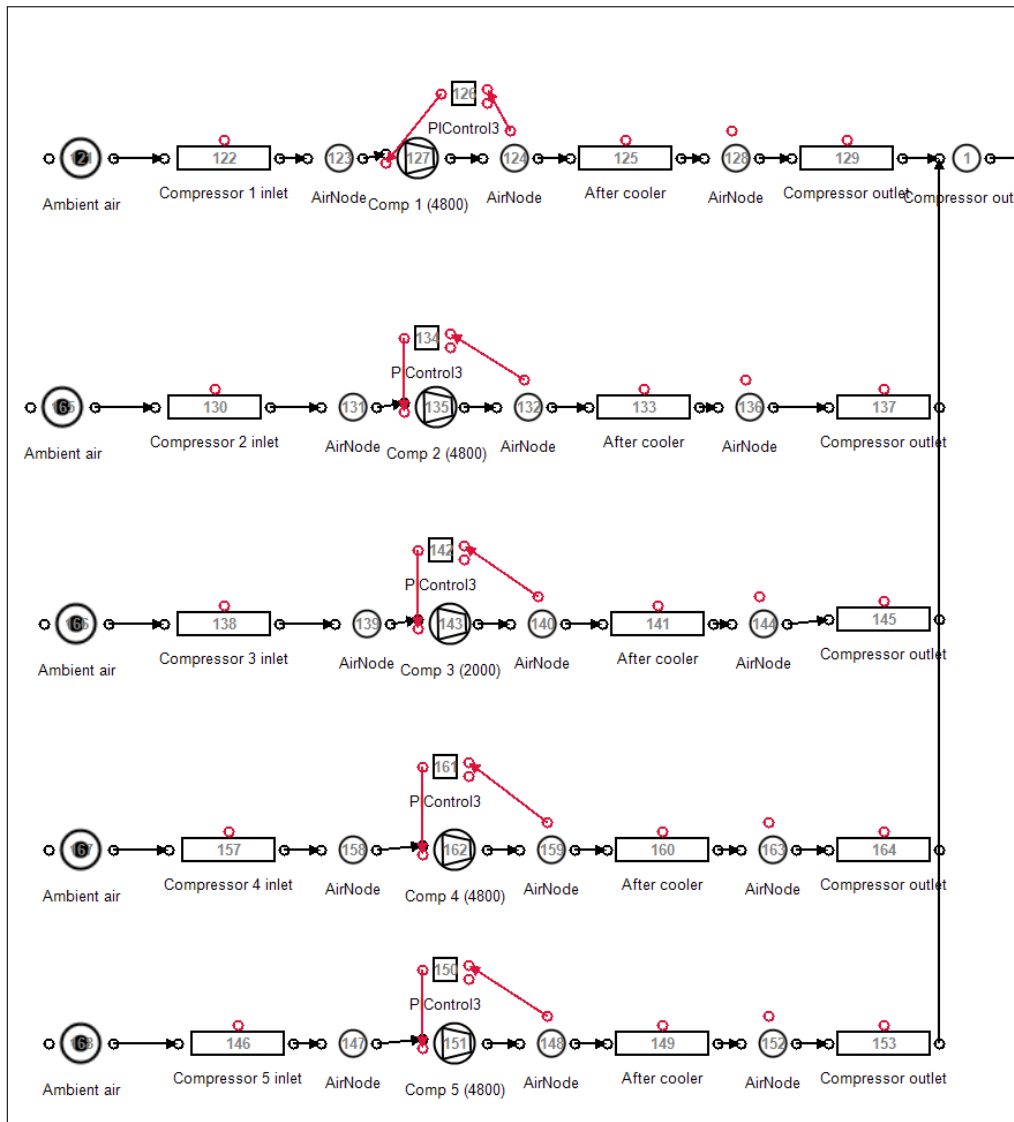 126
PIControl3
121 122 123 127 124 125 128 129 1
Ambient air Compressor 1 inlet AirNode Comp 1 (4800) AirNode After cooler AirNode Compressor outlet
134
PIControl3
165 130 131 135 132 133 136 137
Ambient air Compressor 2 inlet AirNode Comp 2 (4800) AirNode After cooler AirNode Compressor outlet
142
PIControl3
166 138 139 143 140 141 144 145
Ambient air Compressor 3 inlet AirNode Comp 3 (2000) AirNode After cooler AirNode Compressor outlet
161
PIControl3
167 157 158 162 159 160 163 164
Ambient air Compressor 4 inlet AirNode Comp 4 (4800) AirNode After cooler AirNode Compressor outlet
150
PIControl3
168 146 147 151 148 149 152 153
Ambient air Compressor 5 inlet AirNode Comp 5 (4800) AirNode After cooler AirNode Compressor outlet